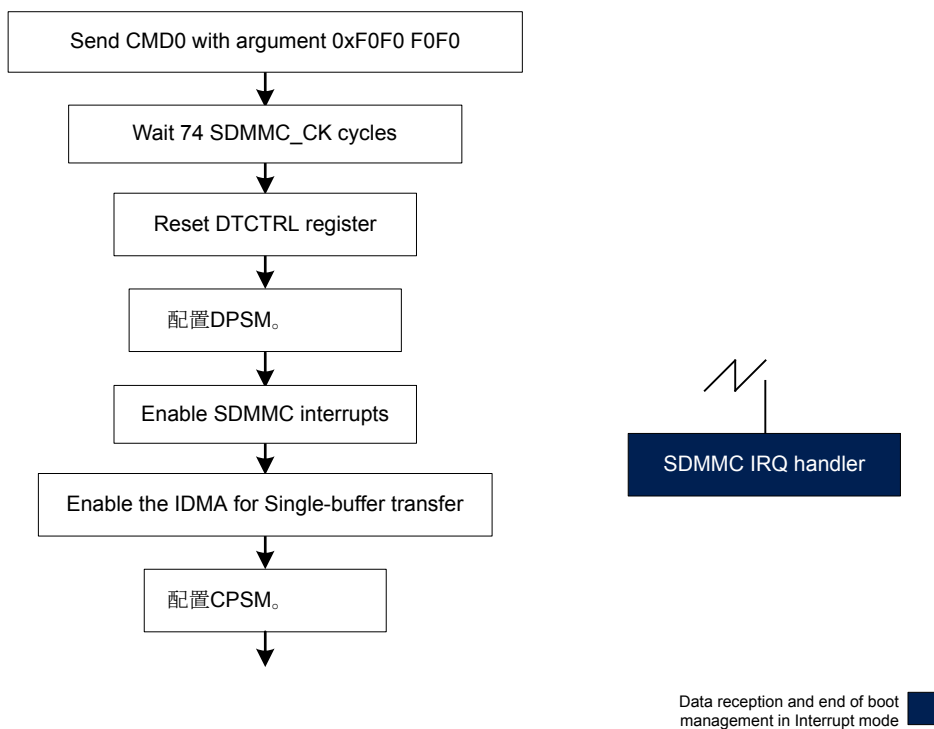 Send CMD0 with argument 0xF0F0 F0F0
Wait 74 SDMMC_CK cycles
Reset DTCTRL register
配置DPSM。
Enable SDMMC interrupts
SDMMC IRQ handler
Enable the IDMA for Single-buffer transfer
配置CPSM。
Data reception and end of boot
management in Interrupt mode